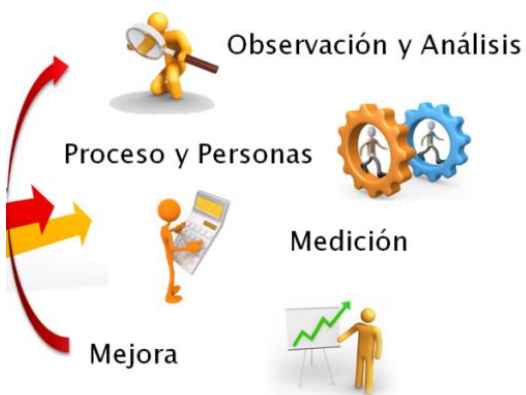 Observación y Análisis
Proceso y Personas
Medición
Mejora